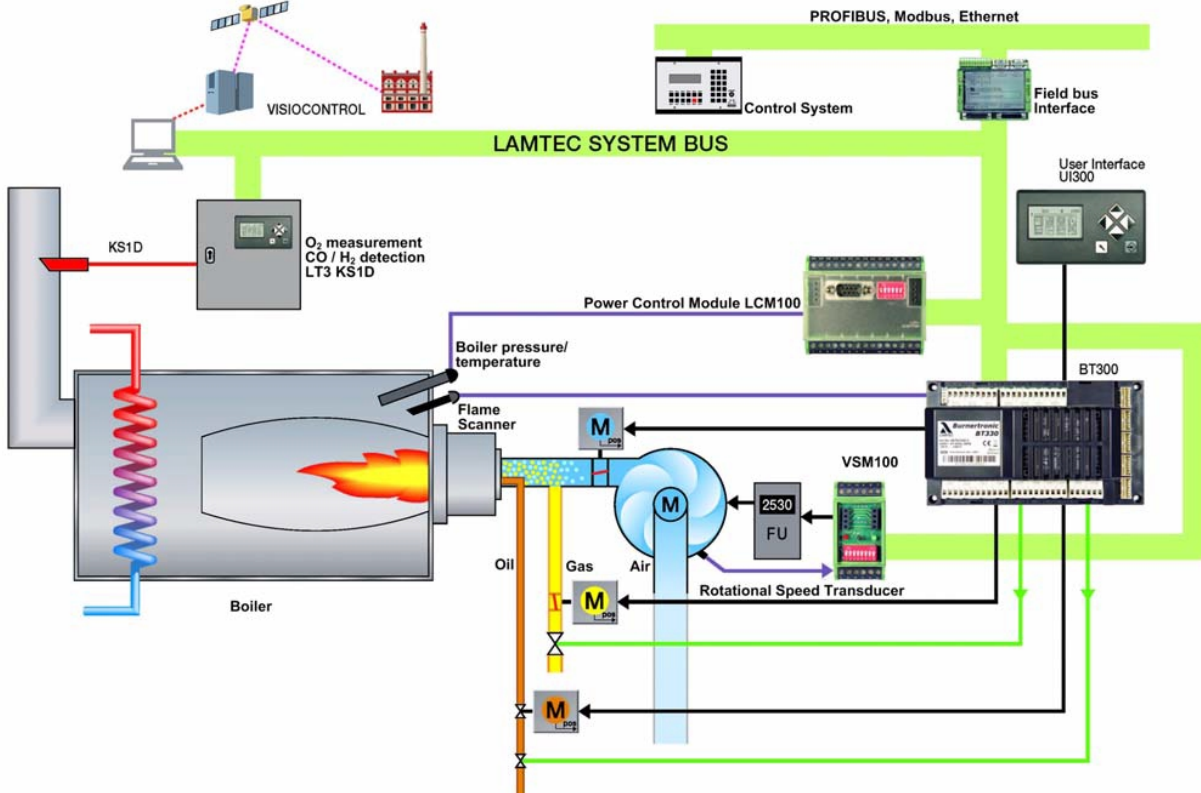 PROFIBUS, Modbus, Ethernet
VISIOCONTROL
Control System
Field bus
Interface
LAMTEC SYSTEM BUS
User Interface
UI300
KS1D
O₂ measurement
CO / H₂ detection
LT3 KS1D
Power Control Module LCM100
Boiler pressure/
temperature
BT300
Flame
Scanner
M
pos
Burnertronic
BT330
VSM100
M
2530
FU
Oil
Gas
Air
Rotational Speed Transducer
M
pos
Boiler
M
pos